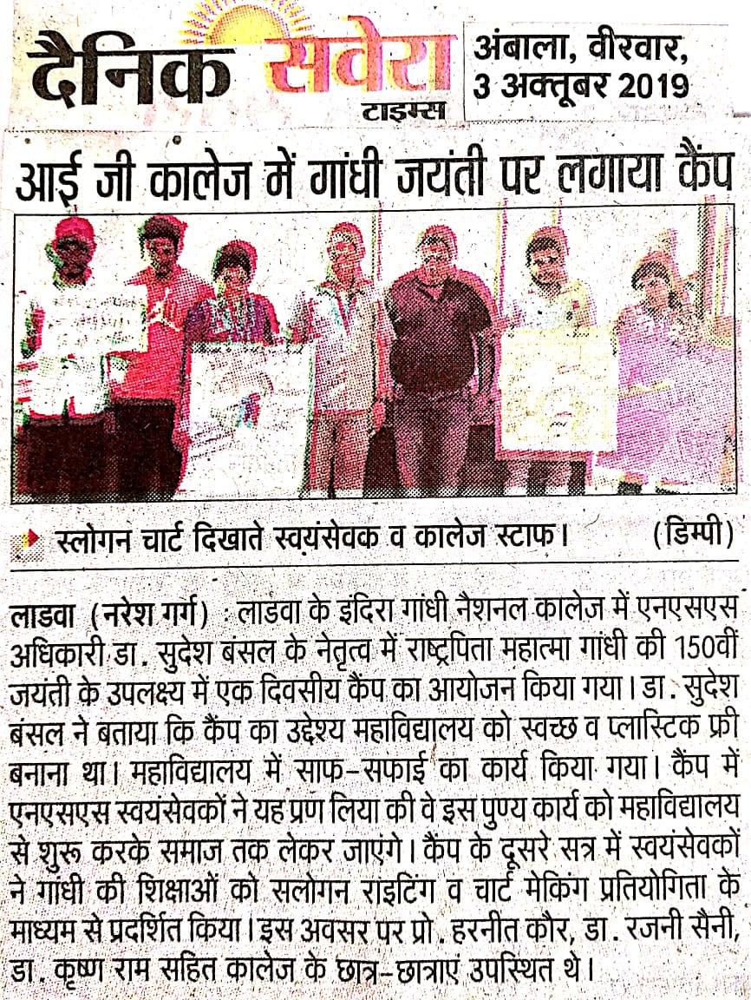 दैनिक सवेरा
टाइम्स
अंबाला, वीरवार,
3 अक्तूबर 2019
आई जी कालेज में गांधी जयंती पर लगाया कैंप
स्लोगन चार्ट दिखाते स्वयंसेवक व कालेज स्टाफ। (डिम्पी)
लाडवा (नरेश गर्ग) : लाडवा के इंदिरा गांधी नैशनल कालेज में एनएसएस
अधिकारी डा. सुदेश बंसल के नेतृत्व में राष्ट्रपिता महात्मा गांधी की 150वीं
जयंती के उपलक्ष्य में एक दिवसीय कैंप का आयोजन किया गया। डा. सुदेश
बंसल ने बताया कि कैंप का उद्देश्य महाविद्यालय को स्वच्छ व प्लास्टिक फ्री
बनाना था। महाविद्यालय में साफ-सफाई का कार्य किया गया। कैंप में
एनएसएस स्वयंसेवकों ने यह प्रण लिया की वे इस पुण्य कार्य को महाविद्यालय
से शुरू करके समाज तक लेकर जाएंगे। कैंप के दूसरे सत्र में स्वयंसेवकों
ने गांधी की शिक्षाओं को सलोगन राइटिंग व चार्ट मेकिंग प्रतियोगिता के
माध्यम से प्रदर्शित किया। इस अवसर पर प्रो. हरनीत कौर, डा. रजनी सैनी,
डा. कृष्ण राम सहित कालेज के छात्र-छात्राएं उपस्थित थे।